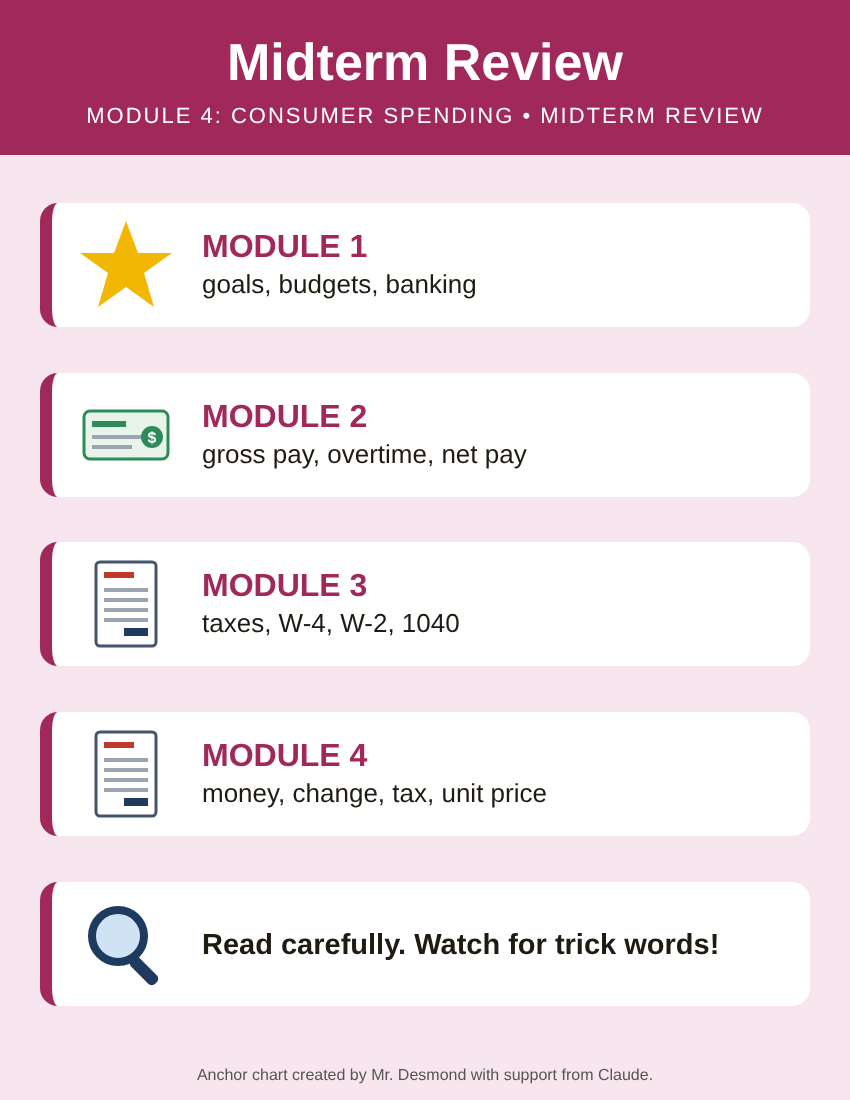 Midterm Review
MODULE 4: CONSUMER SPENDING • MIDTERM REVIEW
MODULE 1
goals, budgets, banking
MODULE 2
$
gross pay, overtime, net pay
MODULE 3
taxes, W-4, W-2, 1040
MODULE 4
money, change, tax, unit price
Read carefully. Watch for trick words!
Anchor chart created by Mr. Desmond with support from Claude.